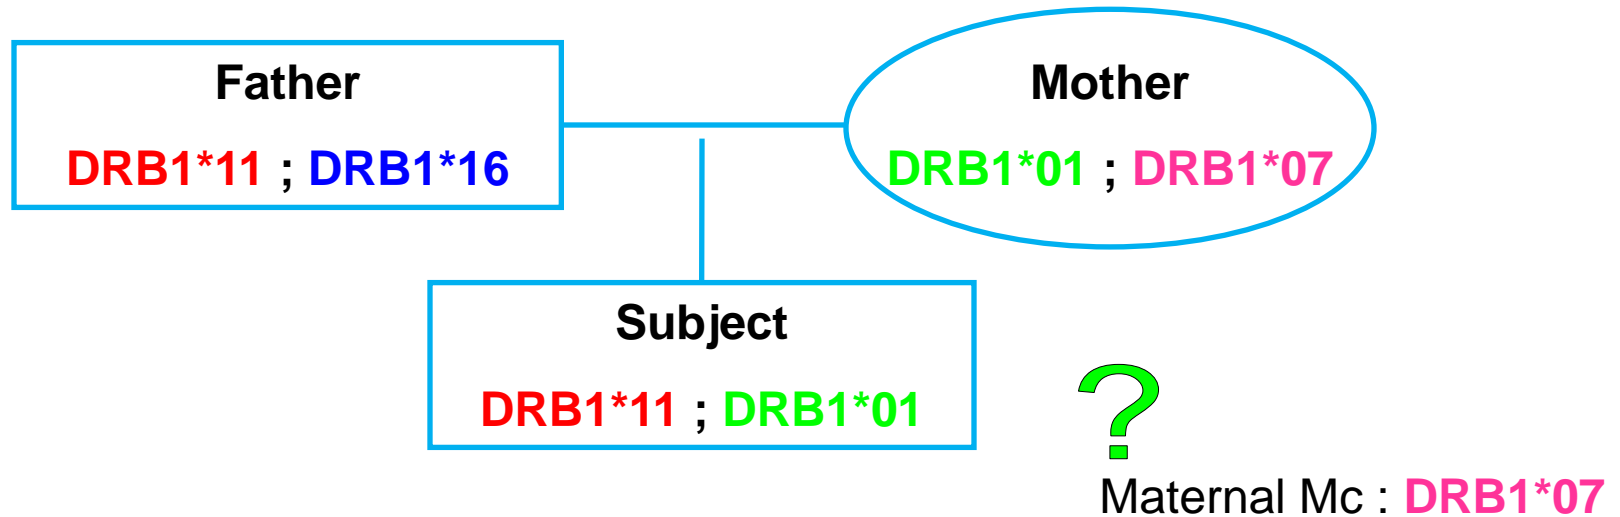 Father
DRB1*11 ; DRB1*16
Mother
DRB1*01 ; DRB1*07
Subject
DRB1*11 ; DRB1*01
?
Maternal Mc : DRB1*07